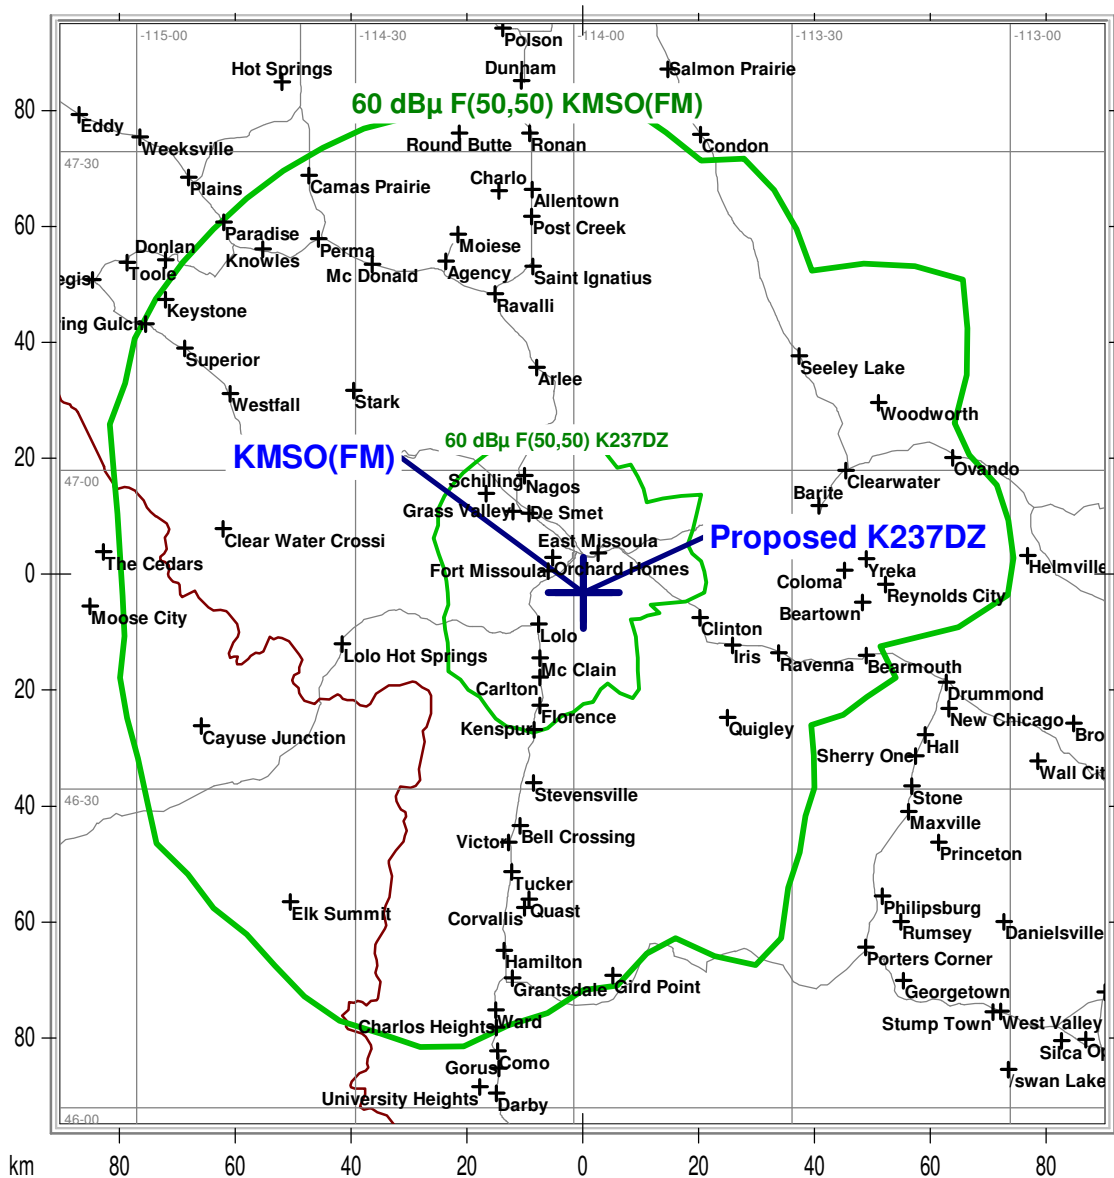 -115-00
-114-30
-114-00
-113-30
-113-00
Polson
Hot Springs
Dunham
Salmon Prairie
60 dBµ F(50,50) KMSO(FM)
80
Eddy
Weeksville
Round Butte
Ronan
Condon
47-30
Plains
Camas Prairie
Charlo
Allentown
60
Paradise
Post Creek
Donlan
Knowles
Perma
Moiese
Toole
Mc Donald
Agency
Saint Ignatius
egis
Keystone
Ravalli
ring Gulch
40
Superior
Seeley Lake
Arlee
Westfall
Stark
Woodworth
60 dBµ F(50,50) K237DZ
20
KMSO(FM)
Ovando
47-00
Schilling
Nagos
Clearwater
Barite
Grass Valley
De Smet
Clear Water Crossi
East Missoula
Proposed K237DZ
The Cedars
0
Fort Missoula
Orchard Homes
Yreka
Helmville
Coloma
Reynolds City
Moose City
Beartown
Lolo
Clinton
Lolo Hot Springs
Mc Clain
Iris
Ravenna
Bearmouth
20
Carlton
Drummond
Florence
New Chicago
Cayuse Junction
Kenspur
Quigley
Bro
Hall
Sherry One
Wall Cit
46-30
Stevensville
Stone
40
Maxville
Victor
Bell Crossing
Princeton
Tucker
Elk Summit
Quast
Philipsburg
60
Corvallis
Rumsey
Danielsville
Hamilton
Porters Corner
Grantsdale
Gird Point
Georgetown
Charlos Heights
Ward
Stump Town
West Valley
80
Como
Silca
Op
Gorus
swan Lake
University Heights
Darby
46-00
km
80
60
40
20
0
20
40
60
80